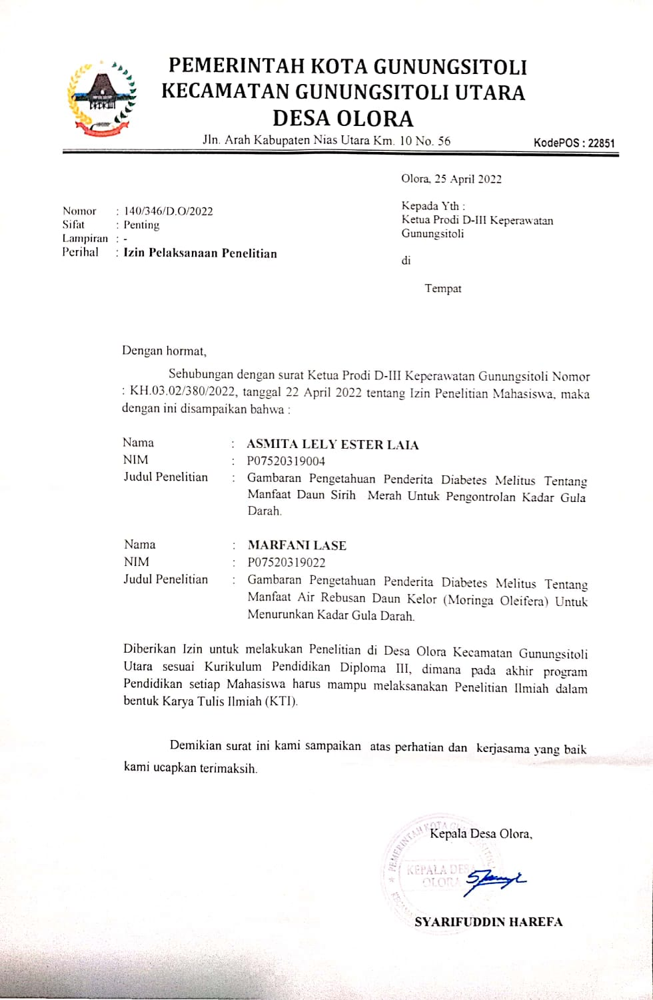 PEMERINTAH KOTA GUNUNGSITOLI
KECAMATAN GUNUNGSITOLI UTARA
DESA OLORA
Jln. Arah Kabupaten Nias Utara Km. 10 No. 56
KodePOS : 22851
Olora, 25 April 2022
Nomor : 140/346/D.O/2022
Sifat : Penting
Lampiran : -
Perihal : Izin Pelaksanaan Penelitian
Kepada Yth :
Ketua Prodi D-III Keperawatan
Gunungsitoli
di
Tempat
Dengan hormat,
Sehubungan dengan surat Ketua Prodi D-III Keperawatan Gunungsitoli Nomor
: KH.03.02/380/2022, tanggal 22 April 2022 tentang Izin Penelitian Mahasiswa, maka
dengan ini disampaikan bahwa :
Nama : ASMITA LELY ESTER LAIA
NIM : P07520319004
Judul Penelitian : Gambaran Pengetahuan Penderita Diabetes Melitus Tentang
Manfaat Daun Sirih Merah Untuk Pengontrolan Kadar Gula
Darah.
Nama : MARFANI LASE
NIM : P07520319022
Judul Penelitian : Gambaran Pengetahuan Penderita Diabetes Melitus Tentang
Manfaat Air Rebusan Daun Kelor (Moringa Oleifera) Untuk
Menurunkan Kadar Gula Darah.
Diberikan Izin untuk melakukan Penelitian di Desa Olora Kecamatan Gunungsitoli
Utara sesuai Kurikulum Pendidikan Diploma III, dimana pada akhir program
Pendidikan setiap Mahasiswa harus mampu melaksanakan Penelitian Ilmiah dalam
bentuk Karya Tulis Ilmiah (KTI).
Demikian surat ini kami sampaikan atas perhatian dan kerjasama yang baik
kami ucapkan terimaksih.
Kepala Desa Olora,
PEMERINTAH KOTA
KEPALA DESA
OLORA
SYARIFUDDIN HAREFA